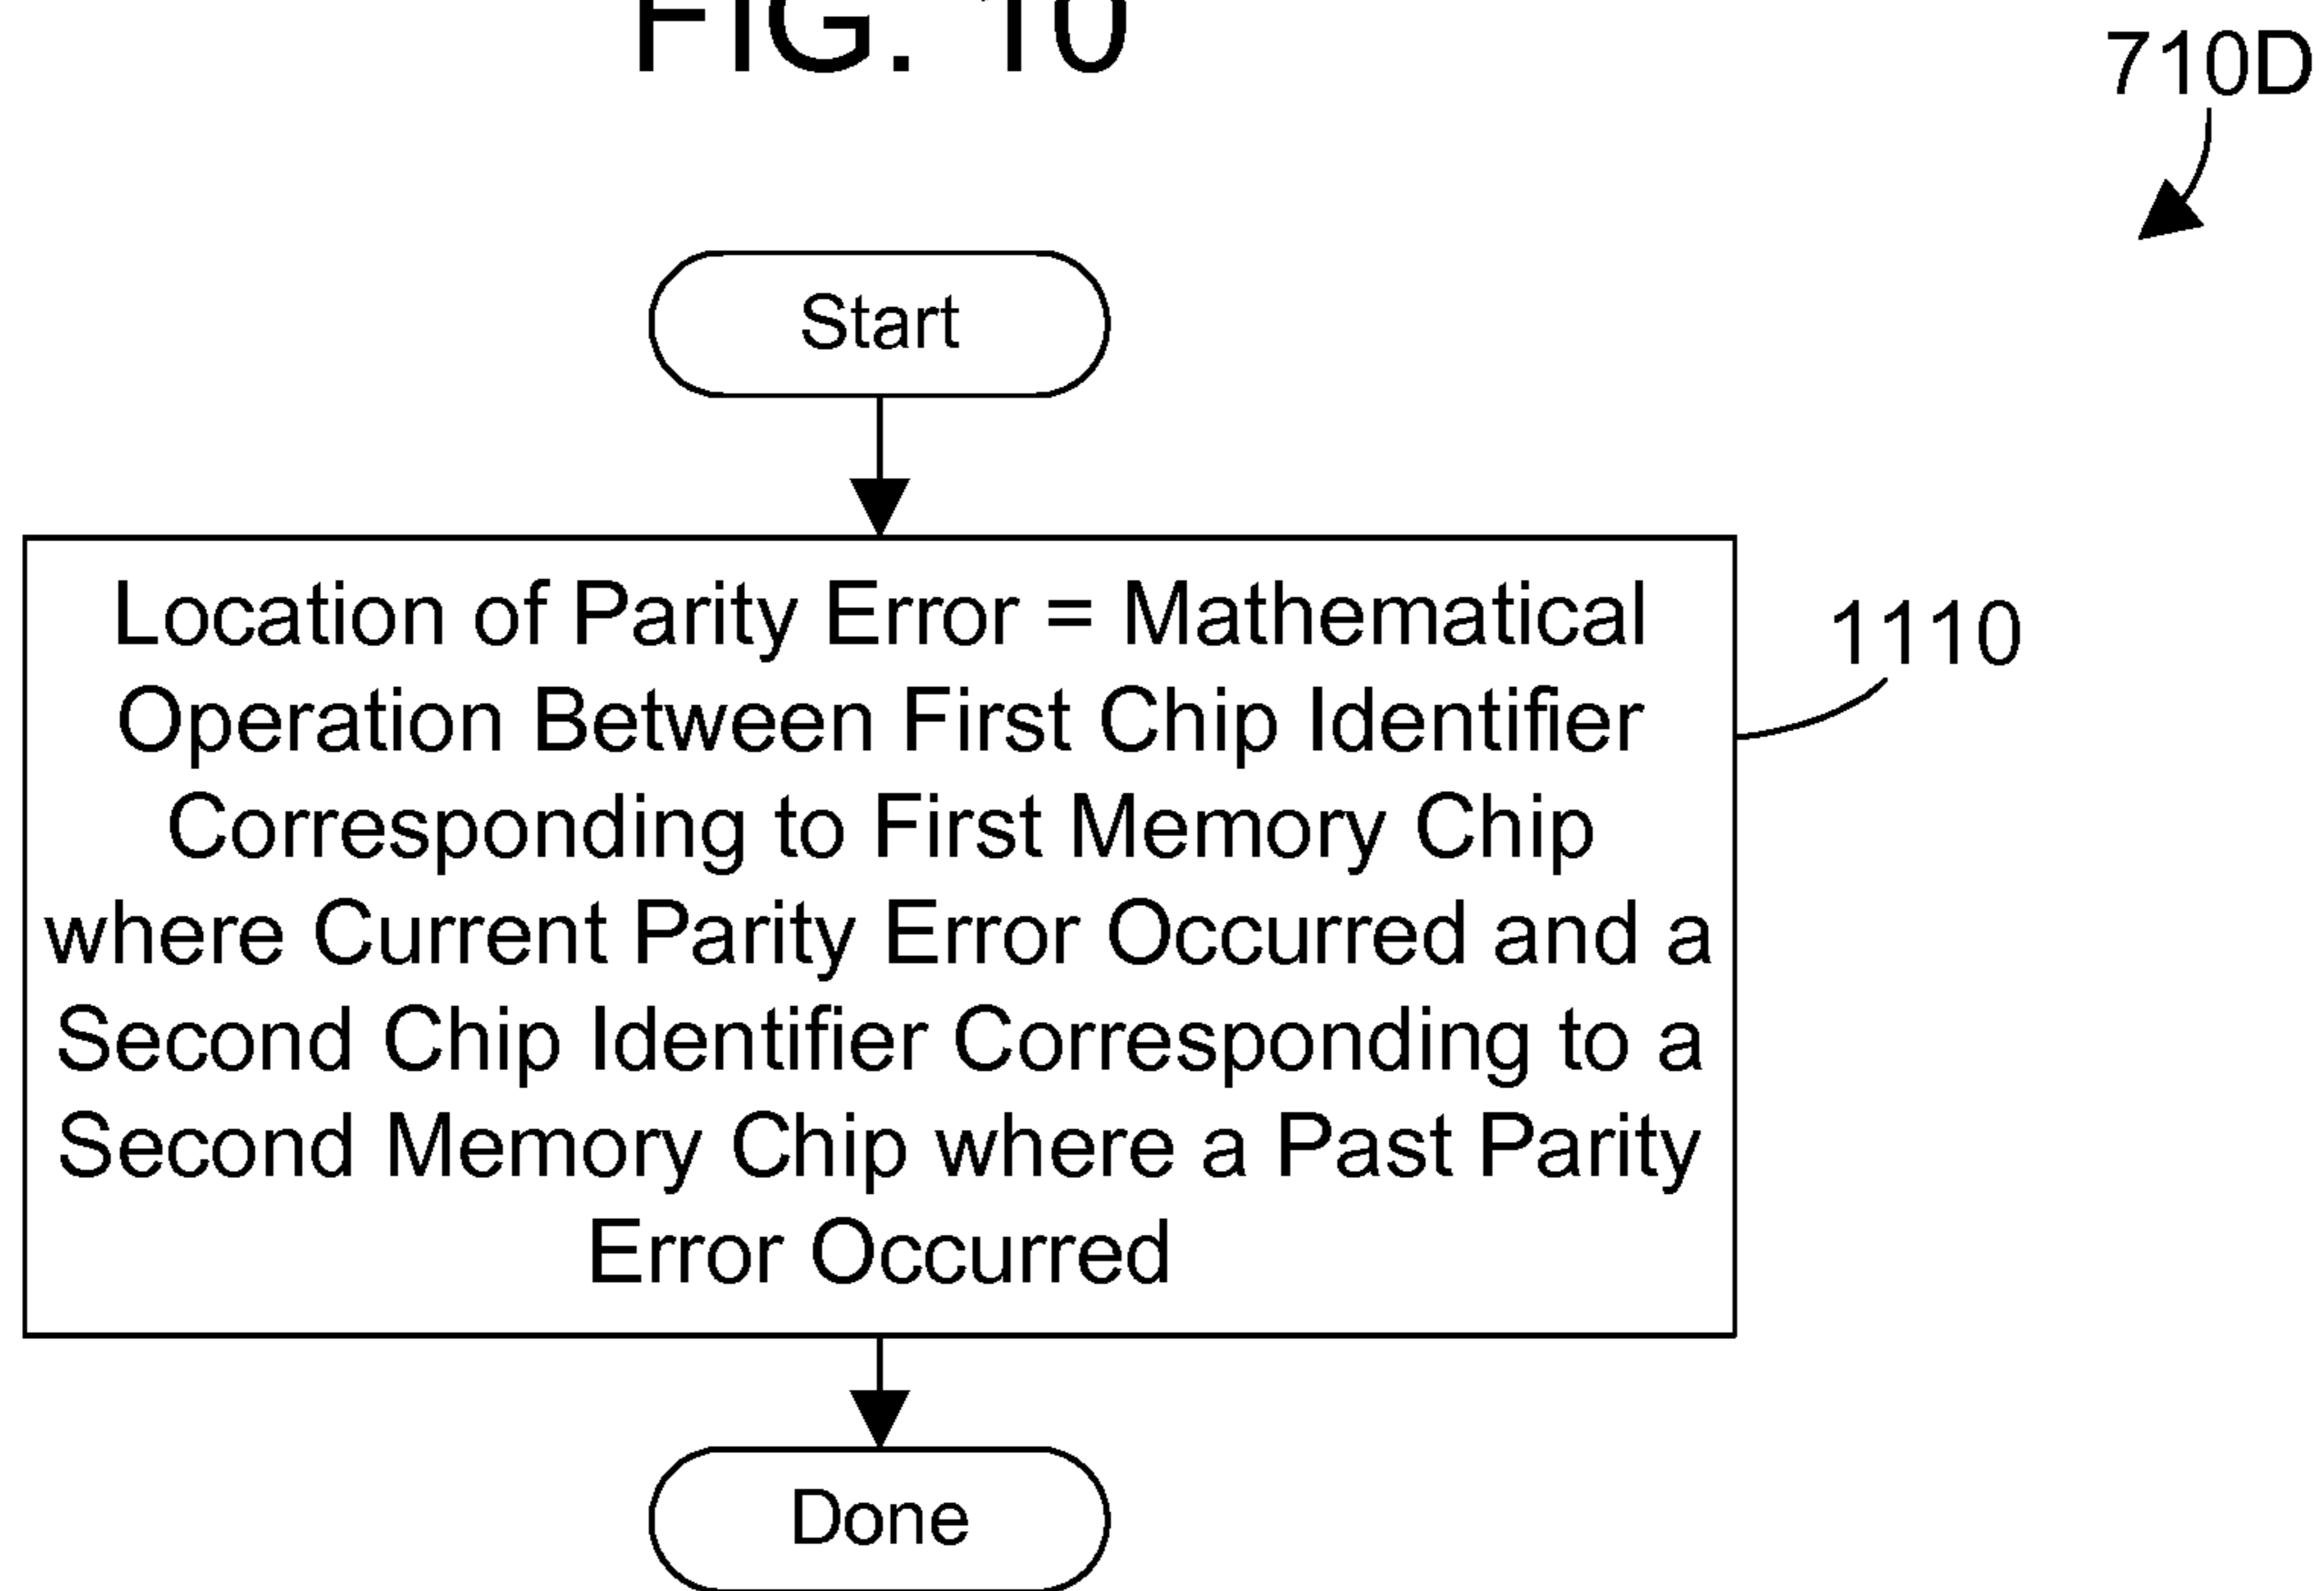 FIG. 10
710D
Start
Location of Parity Error = Mathematical
Operation Between First Chip Identifier
Corresponding to First Memory Chip
where Current Parity Error Occurred and a
Second Chip Identifier Corresponding to a
Second Memory Chip where a Past Parity
Error Occurred
1110
Done